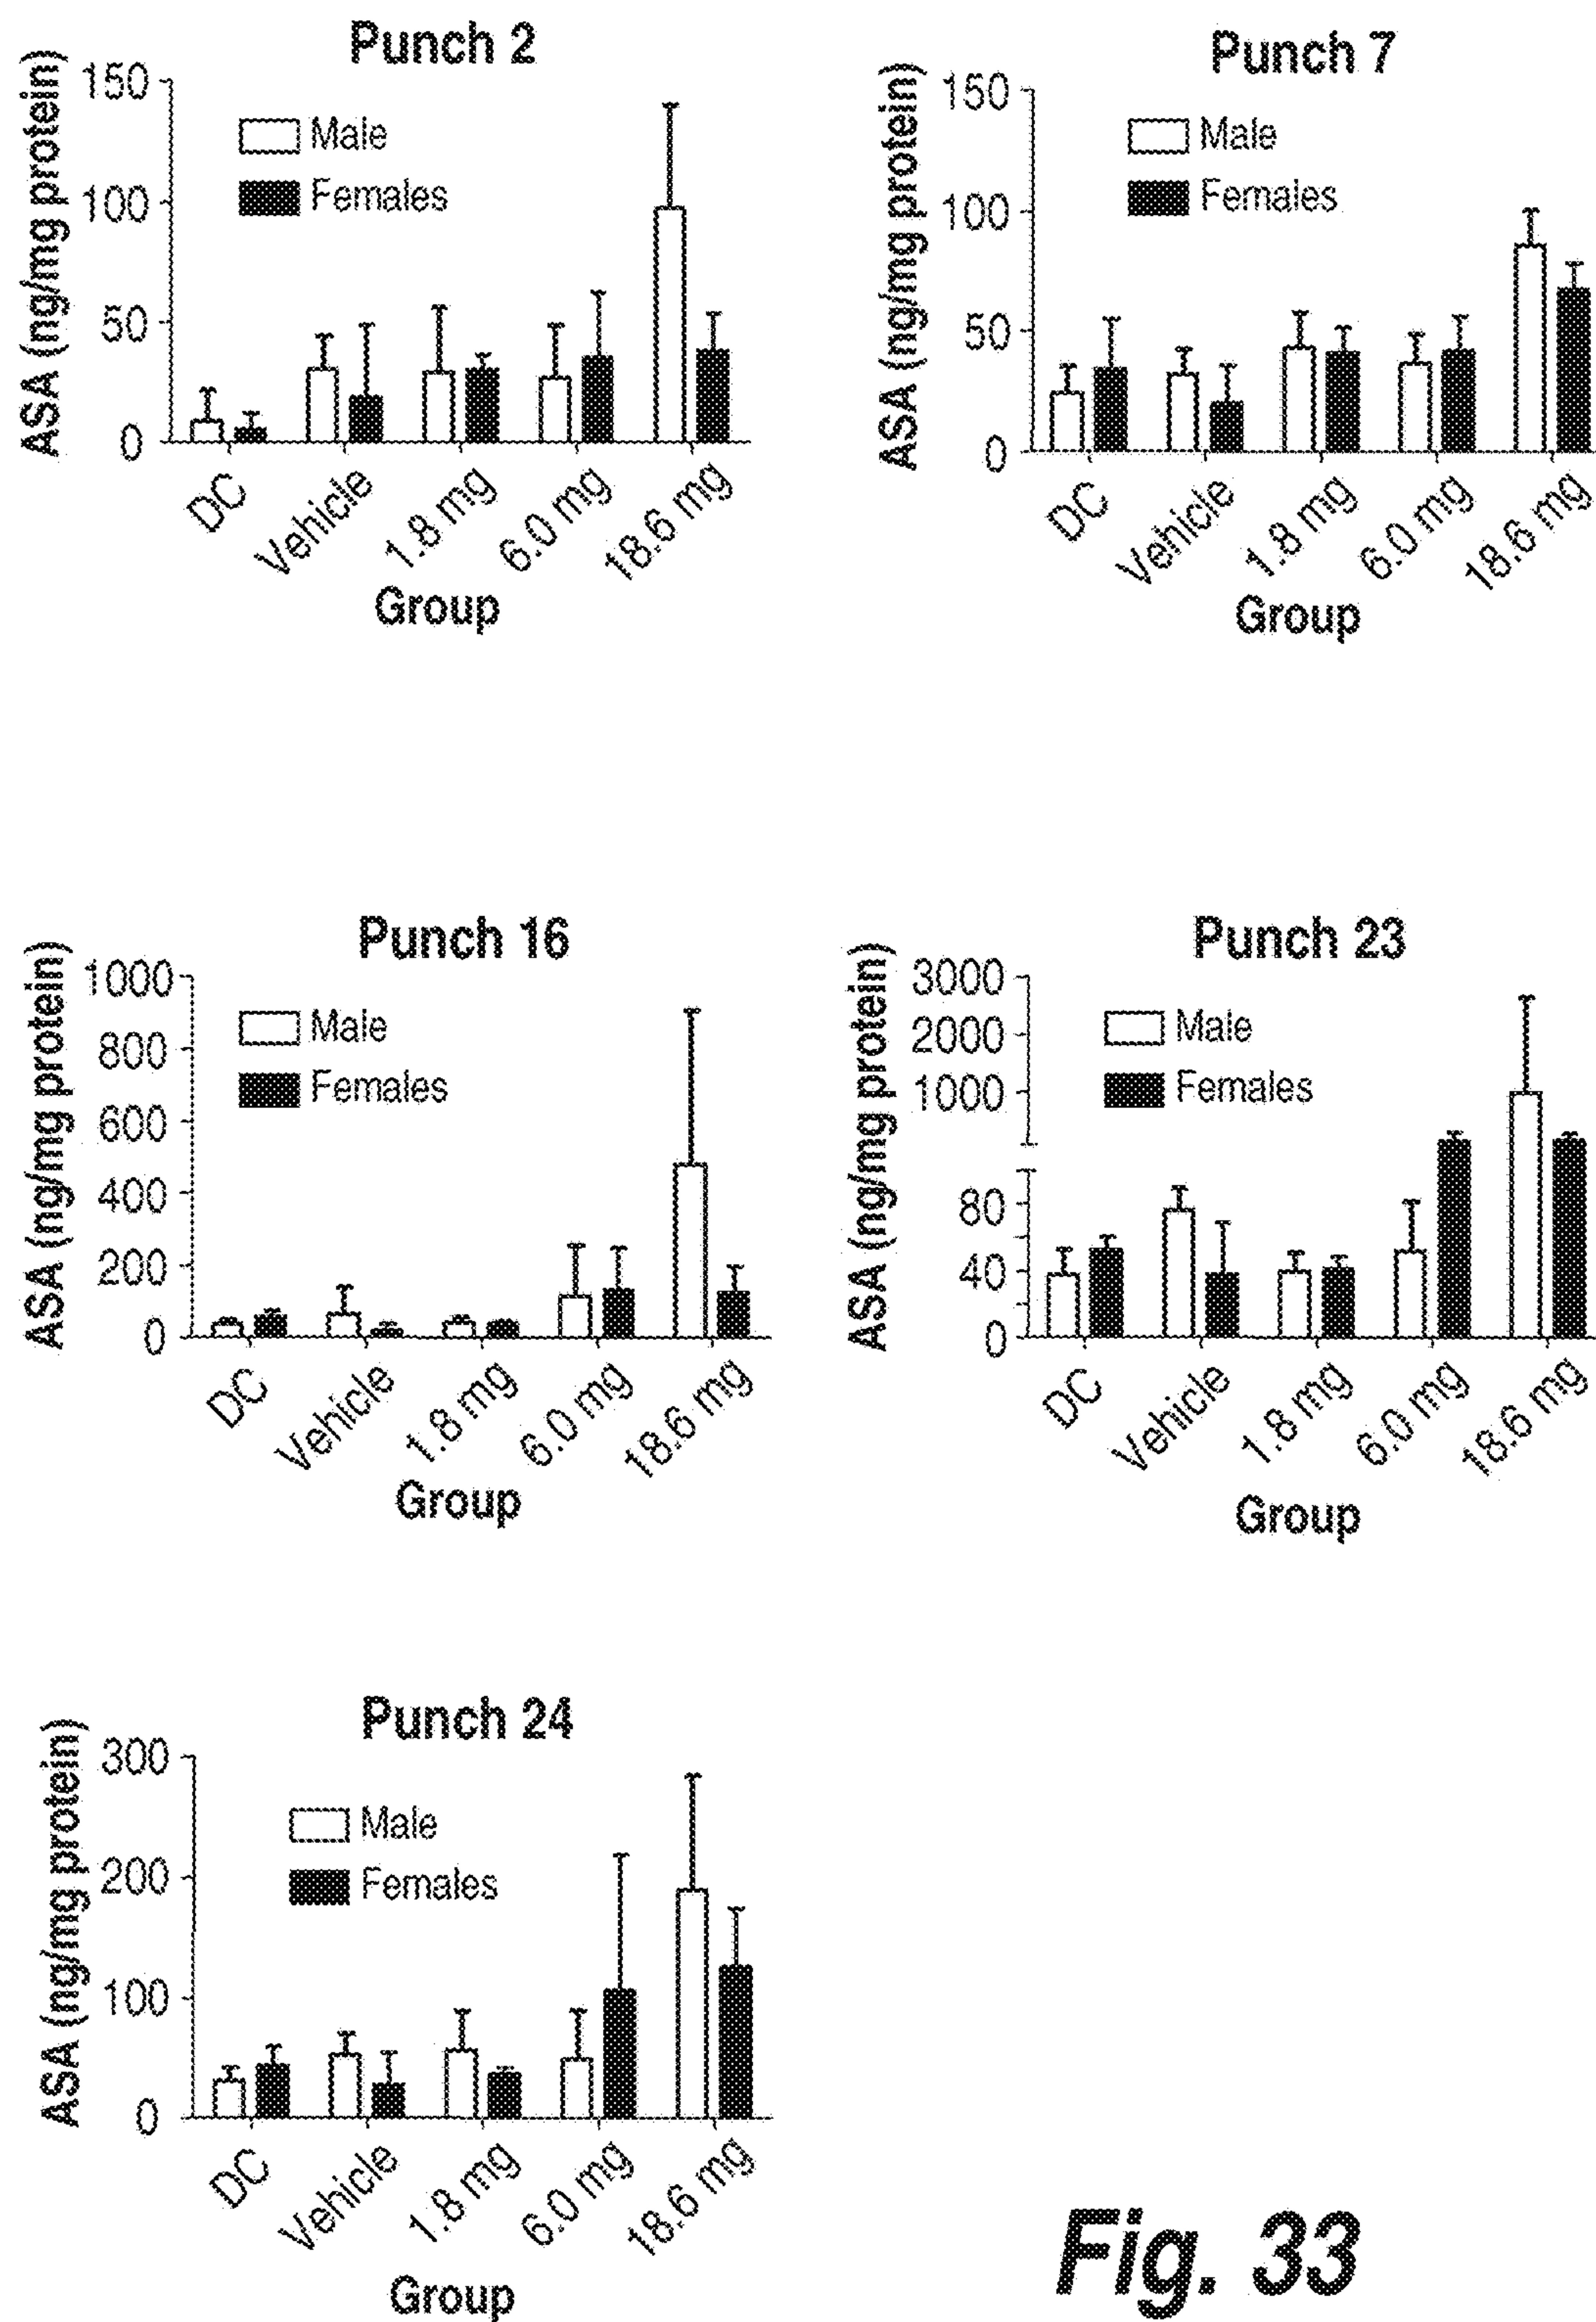 Punch 2
ASA (ng/mg protein)
150
100
50
0
Male
Females
DC
Vehicle
1.8 mg
6.0 mg
18.6 mg
Group
Punch 7
ASA (ng/mg protein)
150
100
50
0
Male
Females
DC
Vehicle
1.8 mg
6.0 mg
18.6 mg
Group
Punch 16
ASA (ng/mg protein)
1000
800
600
400
200
0
Male
Females
DC
Vehicle
1.8 mg
6.0 mg
18.6 mg
Group
Punch 23
ASA (ng/mg protein)
3000
2000
1000
80
40
0
Male
Females
DC
Vehicle
1.8 mg
6.0 mg
18.6 mg
Group
Punch 24
ASA (ng/mg protein)
300
200
100
0
Male
Females
DC
Vehicle
1.8 mg
6.0 mg
18.6 mg
Group
Fig. 33